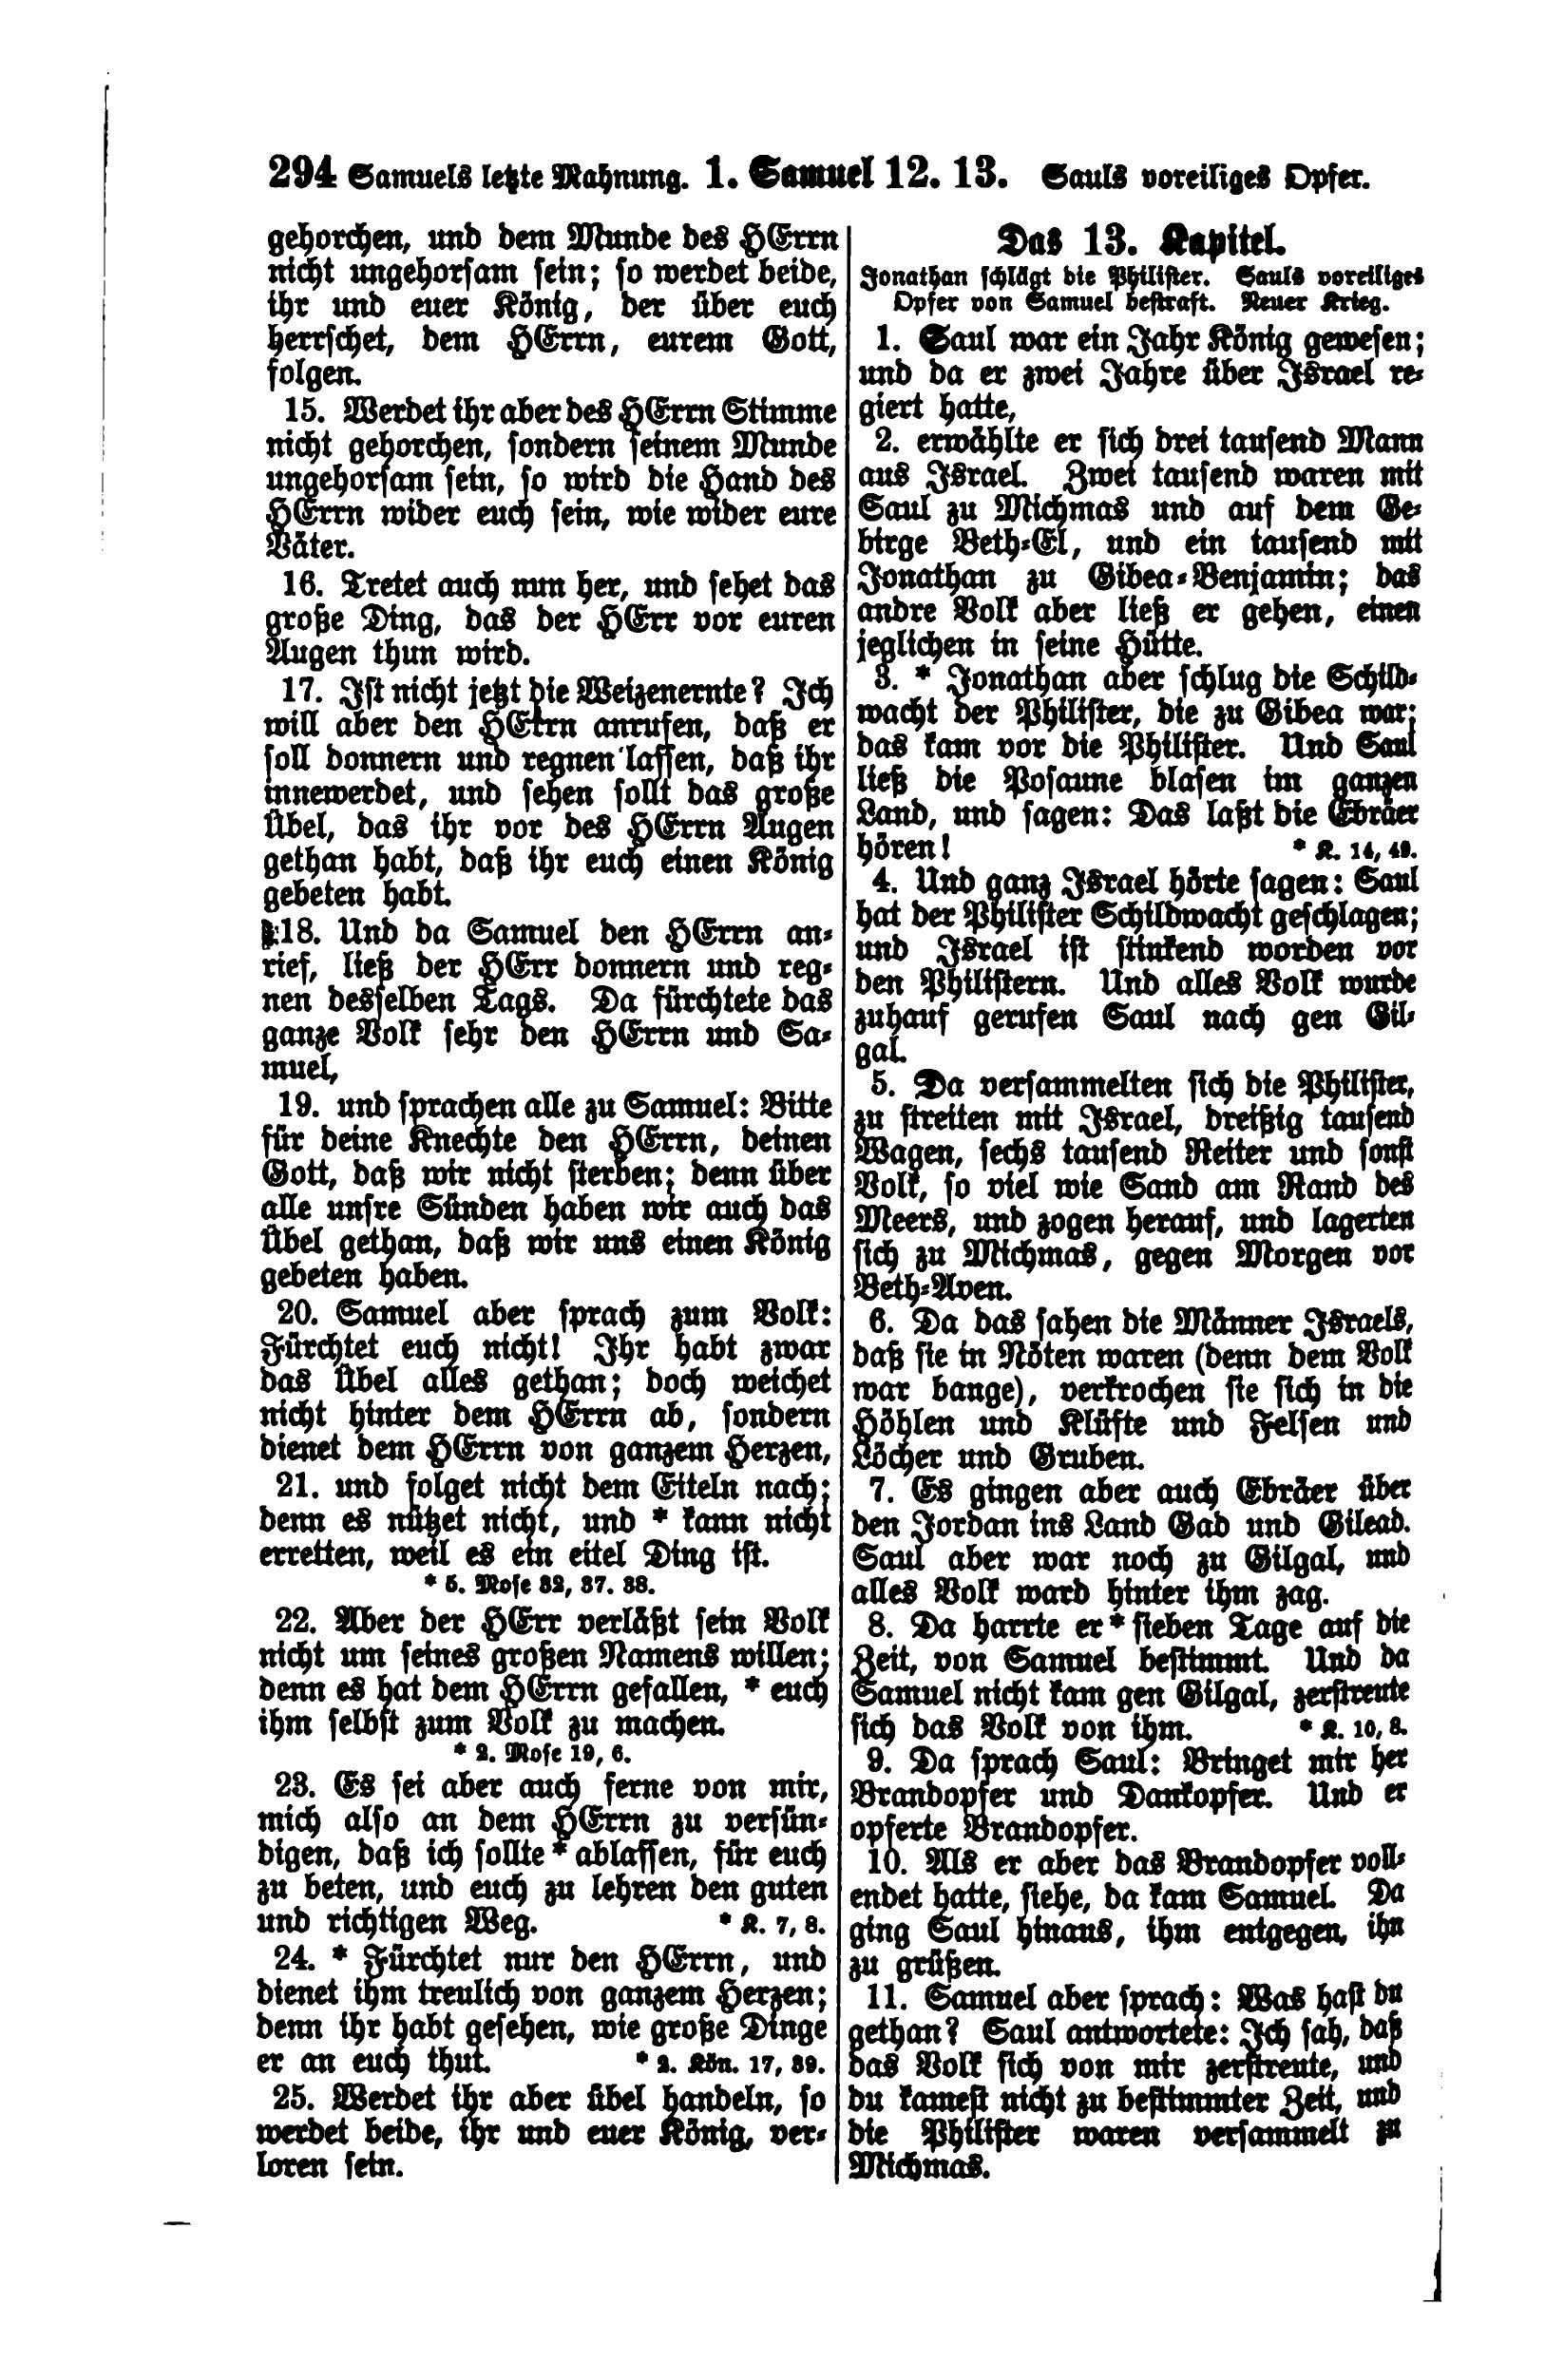 294 Samuels letzte Mahnung. 1. Samuel 12. 13. Sauls voreiliges Opfer.
gehorchen, und dem Munde des HErrn
nicht ungehorsam sein; so werdet beide,
ihr und euer König, der über euch
herrschet, dem HErrn, eurem Gott,
folgen.
15. Werdet ihr aber des HErrn Stimme
nicht gehorchen, sondern seinem Munde
ungehorsam sein, so wird die Hand des
HErrn wider euch sein, wie wider eure
Väter.
16. Tretet auch nun her, und sehet das
große Ding, das der HErr vor euren
Augen thun wird.
17. Ist nicht jetzt die Weizenernte? Ich
will aber den HErrn anrufen, daß er
soll donnern und regnen lassen, daß ihr
innewerdet, und sehen sollt das große
Übel, das ihr vor des HErrn Augen
gethan habt, daß ihr euch einen König
gebeten habt.
18. Und da Samuel den HErrn an-
rief, ließ der HErr donnern und reg-
nen desselben Tags. Da fürchtete das
ganze Volk sehr den HErrn und Sa-
muel,
19. und sprachen alle zu Samuel: Bitte
für deine Knechte den HErrn, deinen
Gott, daß wir nicht sterben; denn über
alle unsre Sünden haben wir auch das
Übel gethan, daß wir uns einen König
gebeten haben.
20. Samuel aber sprach zum Volk:
Fürchtet euch nicht! Ihr habt zwar
das Übel alles gethan; doch weichet
nicht hinter dem HErrn ab, sondern
dienet dem HErrn von ganzem Herzen,
21. und folget nicht dem Eiteln nach;
denn es nützet nicht, und * kann nicht
erretten, weil es ein eitel Ding ist.
* 5. Mose 32, 37. 38.
22. Aber der HErr verläßt sein Volk
nicht um seines großen Namens willen;
denn es hat dem HErrn gefallen, * euch
ihm selbst zum Volk zu machen.
* 2. Mose 19, 6.
23. Es sei aber auch ferne von mir,
mich also an dem HErrn zu versün-
digen, daß ich sollte * ablassen, für euch
zu beten, und euch zu lehren den guten
und richtigen Weg. * K. 7, 8.
24. * Fürchtet nur den HErrn, und
dienet ihm treulich von ganzem Herzen;
denn ihr habt gesehen, wie große Dinge
er an euch thut. * 2. Kön. 17, 39.
25. Werdet ihr aber übel handeln, so
werdet beide, ihr und euer König, ver-
loren sein.
Das 13. Kapitel.
Jonathan schlägt die Philister. Sauls voreiliges
Opfer von Samuel bestraft. Neuer Krieg.
1. Saul war ein Jahr König gewesen;
und da er zwei Jahre über Israel re-
giert hatte,
2. erwählte er sich drei tausend Mann
aus Israel. Zwei tausend waren mit
Saul zu Michmas und auf dem Ge-
birge Beth-El, und ein tausend mit
Jonathan zu Gibea-Benjamin; das
andre Volk aber ließ er gehen, einen
jeglichen in seine Hütte.
3. * Jonathan aber schlug die Schild-
wacht der Philister, die zu Gibea war;
das kam vor die Philister. Und Saul
ließ die Posaune blasen im ganzen
Land, und sagen: Das laßt die Ebräer
hören! * K. 14, 49.
4. Und ganz Israel hörte sagen: Saul
hat der Philister Schildwacht geschlagen;
und Israel ist stinkend worden vor
den Philistern. Und alles Volk wurde
zuhauf gerufen Saul nach gen Gil-
gal.
5. Da versammelten sich die Philister,
zu streiten mit Israel, dreißig tausend
Wagen, sechs tausend Reiter und sonst
Volk, so viel wie Sand am Rand des
Meers, und zogen herauf, und lagerten
sich zu Michmas, gegen Morgen vor
Beth-Aven.
6. Da das sahen die Männer Israels,
daß sie in Nöten waren (denn dem Volk
war bange), verkrochen sie sich in die
Höhlen und Klüfte und Felsen und
Löcher und Gruben.
7. Es gingen aber auch Ebräer über
den Jordan ins Land Gad und Gilead.
Saul aber war noch zu Gilgal, und
alles Volk ward hinter ihm zag.
8. Da harrte er * sieben Tage auf die
Zeit, von Samuel bestimmt. Und da
Samuel nicht kam gen Gilgal, zerstreute
sich das Volk von ihm. * K. 10, 8.
9. Da sprach Saul: Bringet mir her
Brandopfer und Dankopfer. Und er
opferte Brandopfer.
10. Als er aber das Brandopfer voll-
endet hatte, siehe, da kam Samuel. Da
ging Saul hinaus, ihm entgegen, ihn
zu grüßen.
11. Samuel aber sprach: Was hast du
gethan? Saul antwortete: Ich sah, daß
das Volk sich von mir zerstreute, und
du kamest nicht zu bestimmter Zeit, und
die Philister waren versammelt zu
Michmas.